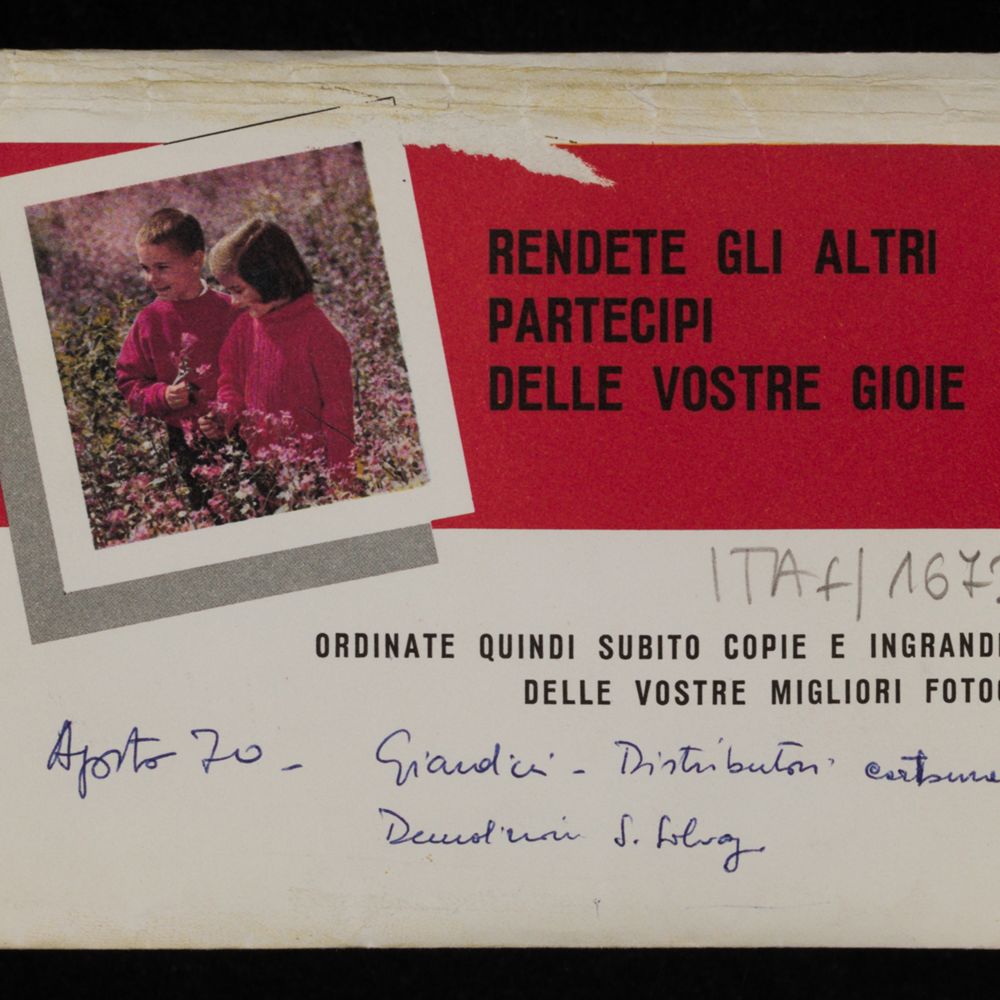 RENDETE GLI ALTRI
PARTECIPI
DELLE VOSTRE GIOIE
ITAf/167
ORDINATE QUINDI SUBITO COPIE E INGRANDI
DELLE VOSTRE MIGLIORI FOTO
Agosto 70 - Giardini - Distributori
Demolizioni S.